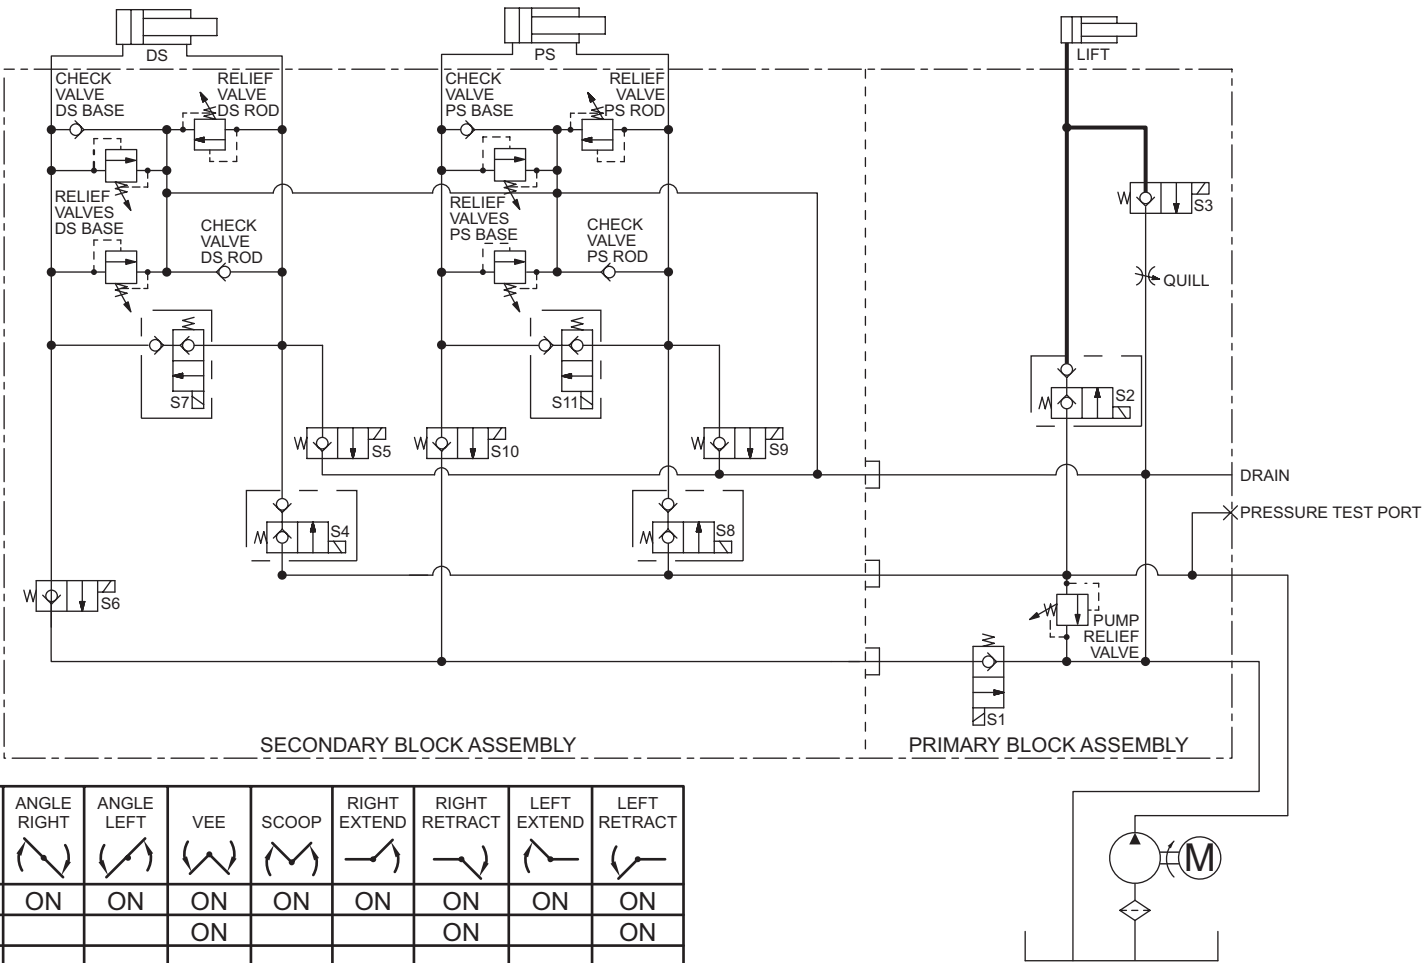 DS
PS
LIFT
CHECK
VALVE
DS BASE
RELIEF
VALVE
DS ROD
CHECK
VALVE
PS BASE
RELIEF
VALVE
PS ROD
RELIEF
VALVES
DS BASE
CHECK
VALVE
DS ROD
RELIEF
VALVES
PS BASE
CHECK
VALVE
PS ROD
S3
QUILL
S7
S11
S2
S5
S10
S9
DRAIN
PRESSURE TEST PORT
S4
S8
S6
PUMP
RELIEF
VALVE
S1
SECONDARY BLOCK ASSEMBLY
PRIMARY BLOCK ASSEMBLY
M
ANGLE RIGHT
ANGLE LEFT
VEE
SCOOP
RIGHT EXTEND
RIGHT RETRACT
LEFT EXTEND
LEFT RETRACT
ON ON ON ON ON ON ON ON
ON ON ON